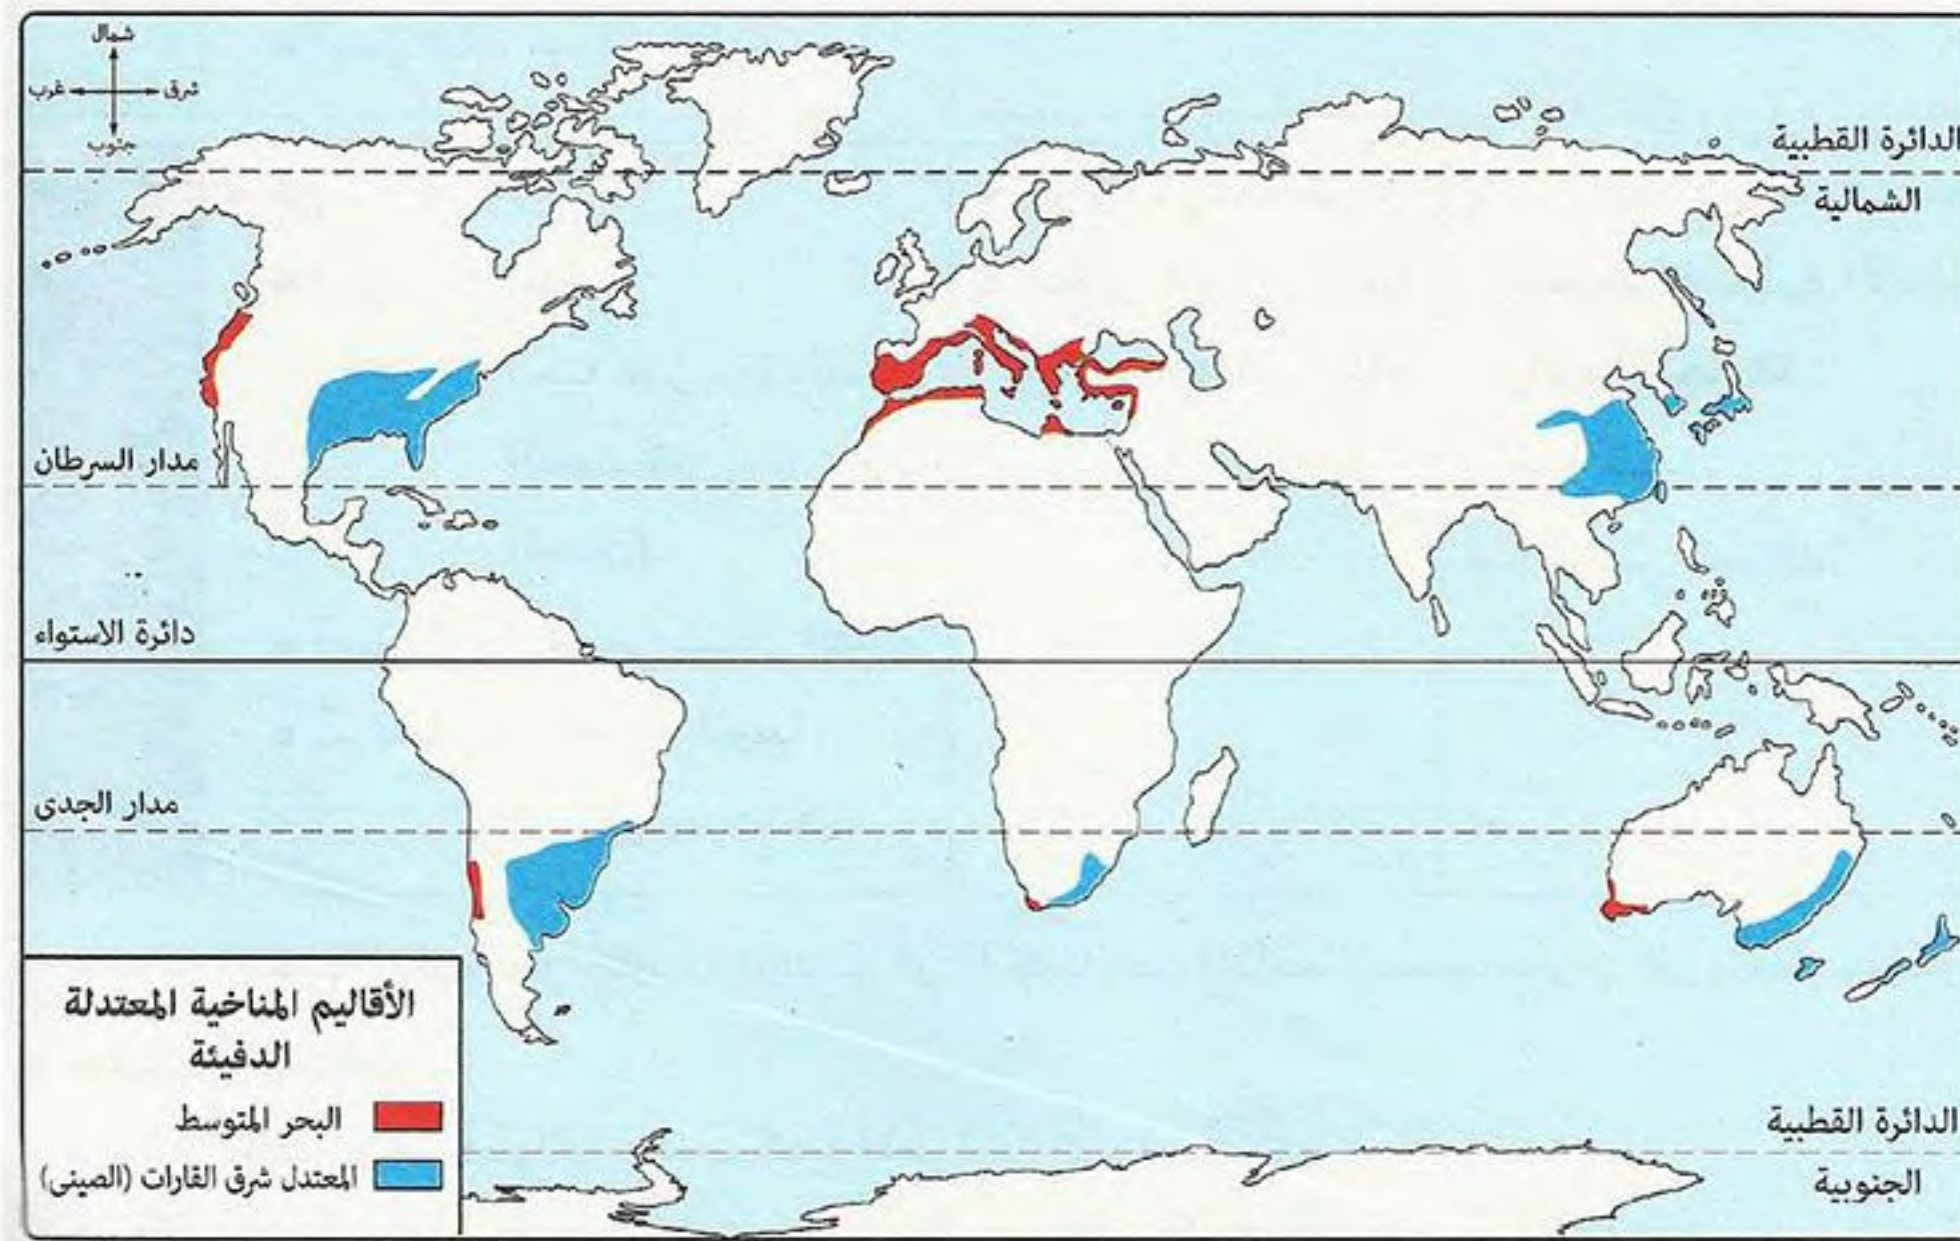 شمال
غرب
شرق
جنوب
الدائرة القطبية
الشمالية
مدار السرطان
دائرة الاستواء
مدار الجدى
الأقاليم المناخية المعتدلة
الدفيئة
البحر المتوسط
المعتدل شرق القارات (الصينى)
الدائرة القطبية
الجنوبية